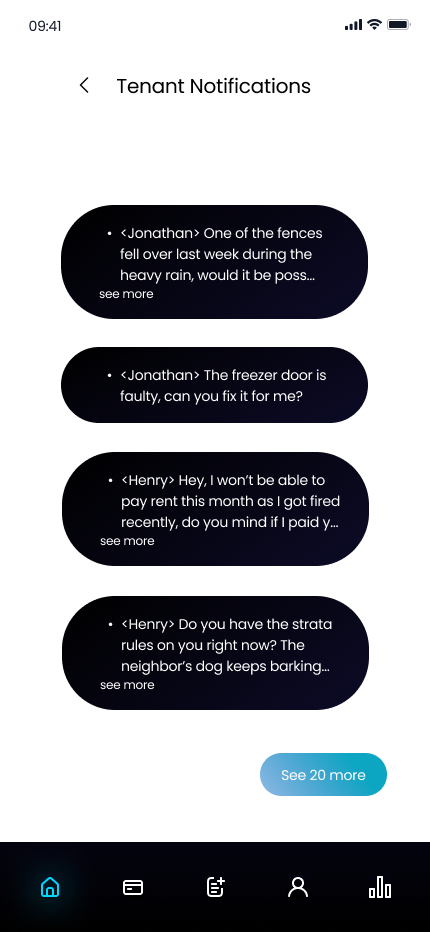 09:41
Tenant Notifications
• <Jonathan> One of the fences
fell over last week during the
heavy rain, would it be poss...
see more
• <Jonathan> The freezer door is
faulty, can you fix it for me?
• <Henry> Hey, I won’t be able to
pay rent this month as I got fired
recently, do you mind if I paid y...
see more
• <Henry> Do you have the strata
rules on you right now? The
neighbor’s dog keeps barking...
see more
See 20 more